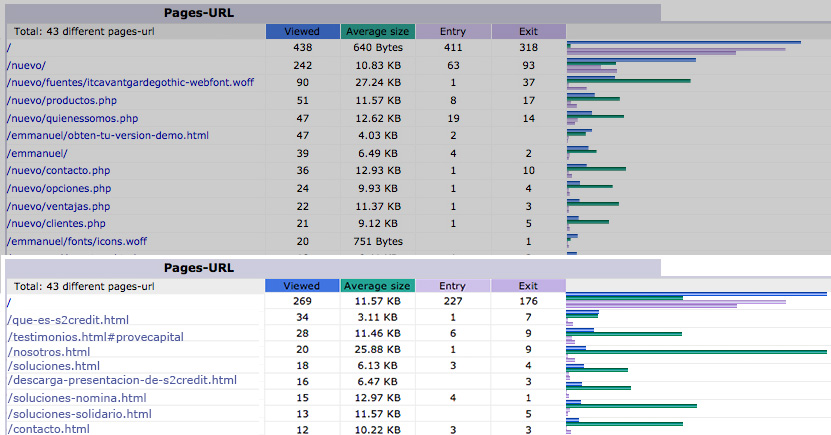 Pages-URL
Total: 43 different pages-url Viewed Average size Entry Exit
/ 438 640 Bytes 411 318
/nuevo/ 242 10.83 KB 63 93
/nuevo/fuentes/itcavantgardegothic-webfont.woff 90 27.24 KB 1 37
/nuevo/productos.php 51 11.57 KB 8 17
/nuevo/quienessomos.php 47 12.62 KB 19 14
/emmanuel/obten-tu-version-demo.html 47 4.03 KB 2
/emmanuel/ 39 6.49 KB 4 2
/nuevo/contacto.php 36 12.93 KB 1 10
/nuevo/opciones.php 24 9.93 KB 1 4
/nuevo/ventajas.php 22 11.37 KB 1 3
/nuevo/clientes.php 21 9.12 KB 1 5
/emmanuel/fonts/icons.woff 20 751 Bytes 1
Pages-URL
Total: 43 different pages-url Viewed Average size Entry Exit
/ 269 11.57 KB 227 176
/que-es-s2credit.html 34 3.11 KB 1 7
/testimonios.html#provecapital 28 11.46 KB 6 9
/nosotros.html 20 25.88 KB 1 9
/soluciones.html 18 6.13 KB 3 4
/descarga-presentacion-de-s2credit.html 16 6.47 KB 3
/soluciones-nomina.html 15 12.97 KB 4 1
/soluciones-solidario.html 13 11.57 KB 5
/contacto.html 12 10.22 KB 3 3